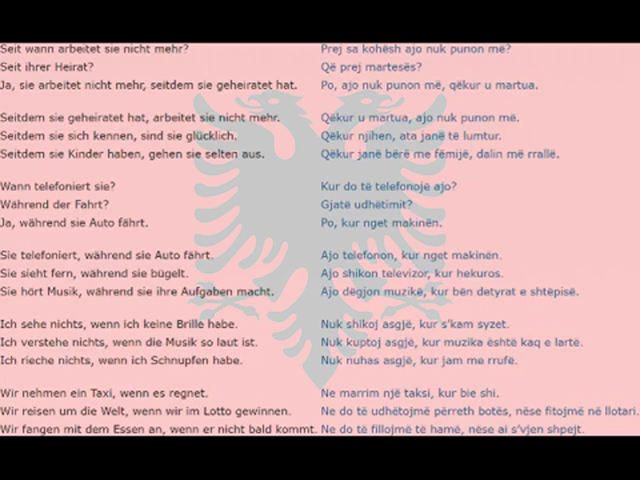 Seit wann arbeitet sie nicht mehr? Prej sa kohësh ajo nuk punon më?
Seit ihrer Heirat? Që prej martesës?
Ja, sie arbeitet nicht mehr, seitdem sie geheiratet hat. Po, ajo nuk punon më, qëkur u martua.
Seitdem sie geheiratet hat, arbeitet sie nicht mehr. Qëkur u martua, ajo nuk punon më.
Seitdem sie sich kennen, sind sie glücklich. Qëkur njihen, ata janë të lumtur.
Seitdem sie Kinder haben, gehen sie selten aus. Qëkur janë bërë me fëmijë, dalin më rrallë.
Wann telefoniert sie? Kur do të telefonojë ajo?
Während der Fahrt? Gjatë udhëtimit?
Ja, während sie Auto fährt. Po, kur nget makinën.
Sie telefoniert, während sie Auto fährt. Ajo telefonon, kur nget makinën.
Sie sieht fern, während sie bügelt. Ajo shikon televizor, kur hekuros.
Sie hört Musik, während sie ihre Aufgaben macht. Ajo dëgjon muzikë, kur bën detyrat e shtëpisë.
Ich sehe nichts, wenn ich keine Brille habe. Nuk shikoj asgjë, kur s'kam syzet.
Ich verstehe nichts, wenn die Musik so laut ist. Nuk kuptoj asgjë, kur muzika është kaq e lartë.
Ich rieche nichts, wenn ich Schnupfen habe. Nuk nuhas asgjë, kur jam me rrufë.
Wir nehmen ein Taxi, wenn es regnet. Ne marrim një taksi, kur bie shi.
Wir reisen um die Welt, wenn wir im Lotto gewinnen. Ne do të udhëtojmë përreth botës, nëse fitojmë në llotari.
Wir fangen mit dem Essen an, wenn er nicht bald kommt. Ne do të fillojmë të hamë, nëse ai s'vjen shpejt.